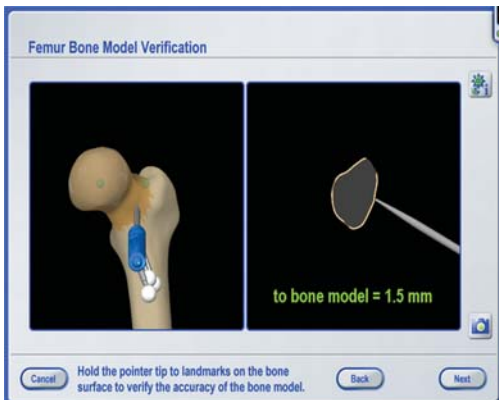 Femur Bone Model Verification
to bone model = 1.5 mm
Cancel
Hold the pointer tip to landmarks on the bone
surface to verify the accuracy of the bone model.
Back
Next